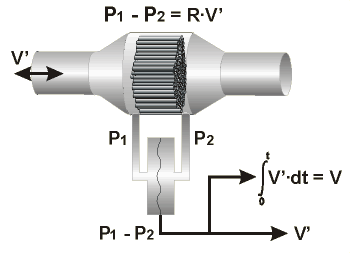 P₁ - P₂ = R·V'
V'
P₁ P₂
∫₀ᵗ V'·dt = V
P₁ - P₂
V'